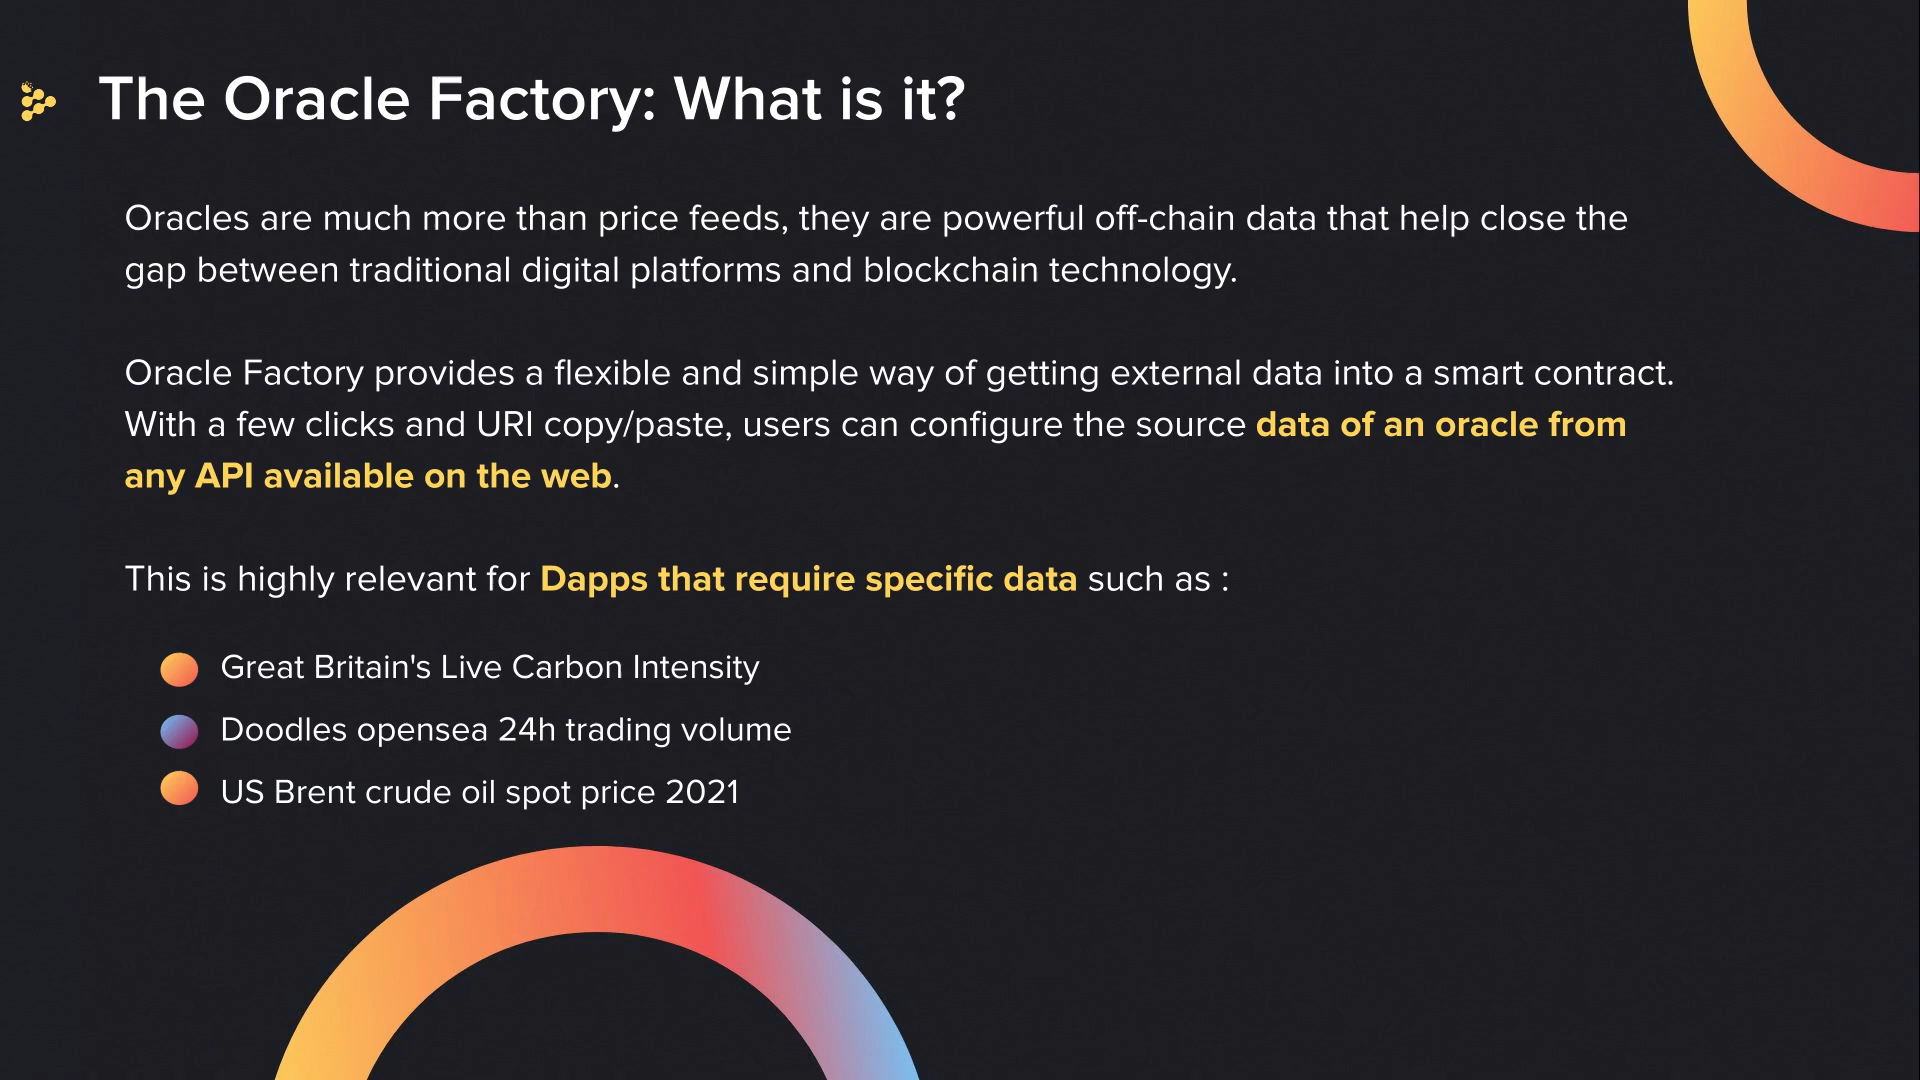 The Oracle Factory: What is it?
Oracles are much more than price feeds, they are powerful off-chain data that help close the
gap between traditional digital platforms and blockchain technology.
Oracle Factory provides a flexible and simple way of getting external data into a smart contract.
With a few clicks and URI copy/paste, users can configure the source data of an oracle from
any API available on the web.
This is highly relevant for Dapps that require specific data such as :
Great Britain's Live Carbon Intensity
Doodles opensea 24h trading volume
US Brent crude oil spot price 2021